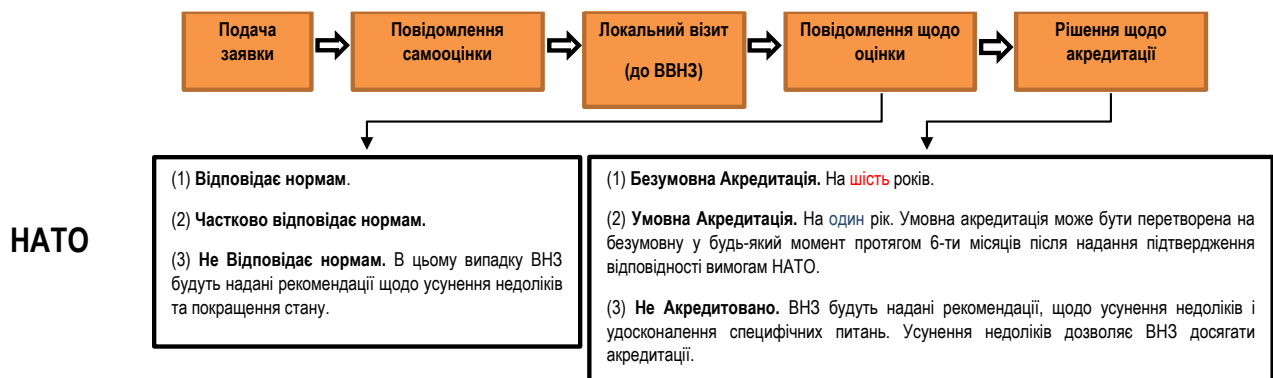 Подача
заявки
Повідомлення
самооцінки
Локальний візит
(до ВВНЗ)
Повідомлення щодо
оцінки
Рішення щодо
акредитації
НАТО
(1) Відповідає нормам.
(2) Частково відповідає нормам.
(3) Не Відповідає нормам. В цьому випадку ВНЗ
будуть надані рекомендації щодо усунення недоліків
та покращення стану.
(1) Безумовна Акредитація. На шість років.
(2) Умовна Акредитація. На один рік. Умовна акредитація може бути перетворена на
безумовну у будь-який момент протягом 6-ти місяців після надання підтвердження
відповідності вимогам НАТО.
(3) Не Акредитовано. ВНЗ будуть надані рекомендації, щодо усунення недоліків і
удосконалення специфічних питань. Усунення недоліків дозволяє ВНЗ досягати
акредитації.